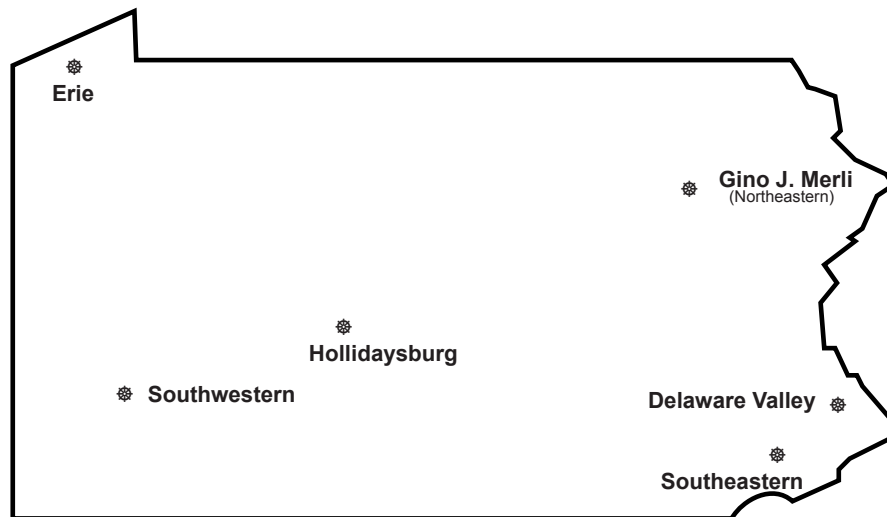 Erie
Gino J. Merli
(Northeastern)
Hollidaysburg
Southwestern
Delaware Valley
Southeastern